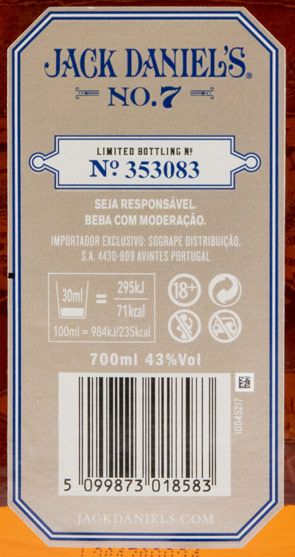 JACK DANIEL'S®
NO.7
LIMITED BOTTLING Nº
Nº 353083
SEJA RESPONSÁVEL.
BEBA COM MODERAÇÃO.
IMPORTADOR EXCLUSIVO: SOGRAPE DISTRIBUIÇÃO,
S.A. 4430-809 AVINTES PORTUGAL
30ml = 295kJ
71kcal
100ml = 984kJ/235kcal
18+
700ml 43%Vol
10045217
5 099873 018583
JACKDANIELS.COM